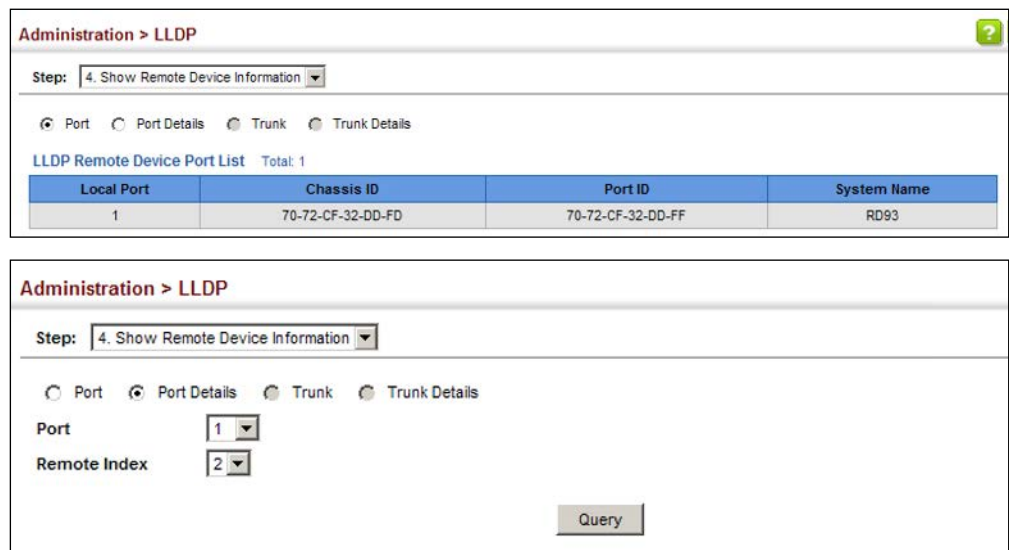 Administration > LLDP
?
Step: 4. Show Remote Device Information
Port Port Details Trunk Trunk Details
LLDP Remote Device Port List Total: 1
Local Port Chassis ID Port ID System Name
1 70-72-CF-32-DD-FD 70-72-CF-32-DD-FF RD93
Administration > LLDP
Step: 4. Show Remote Device Information
Port Port Details Trunk Trunk Details
Port 1
Remote Index 2
Query